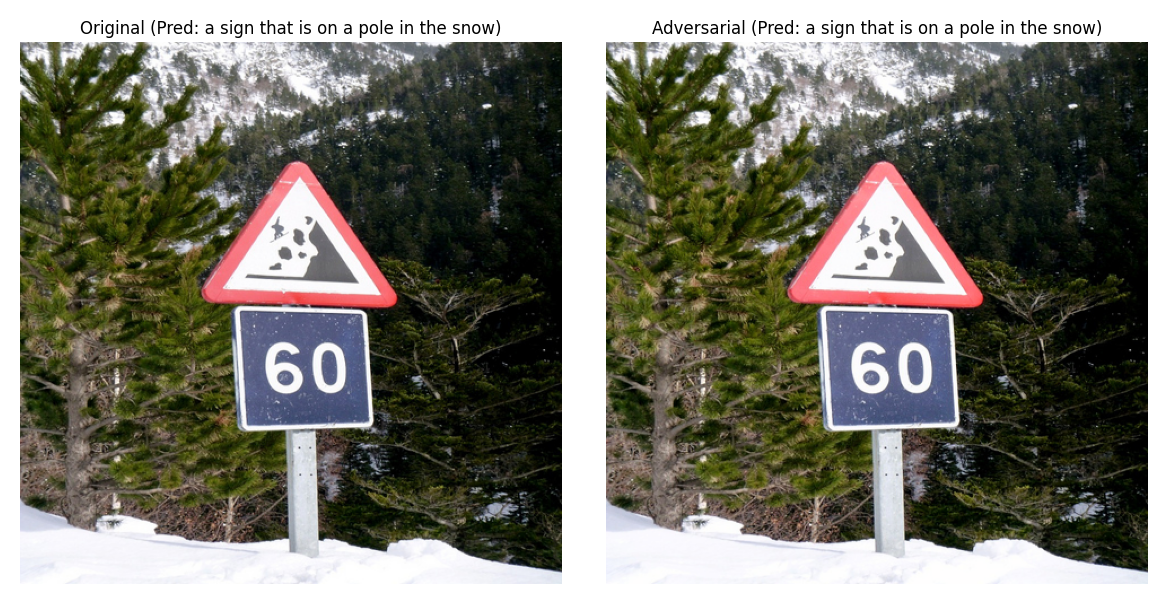 Original (Pred: a sign that is on a pole in the snow)
Adversarial (Pred: a sign that is on a pole in the snow)
60
60